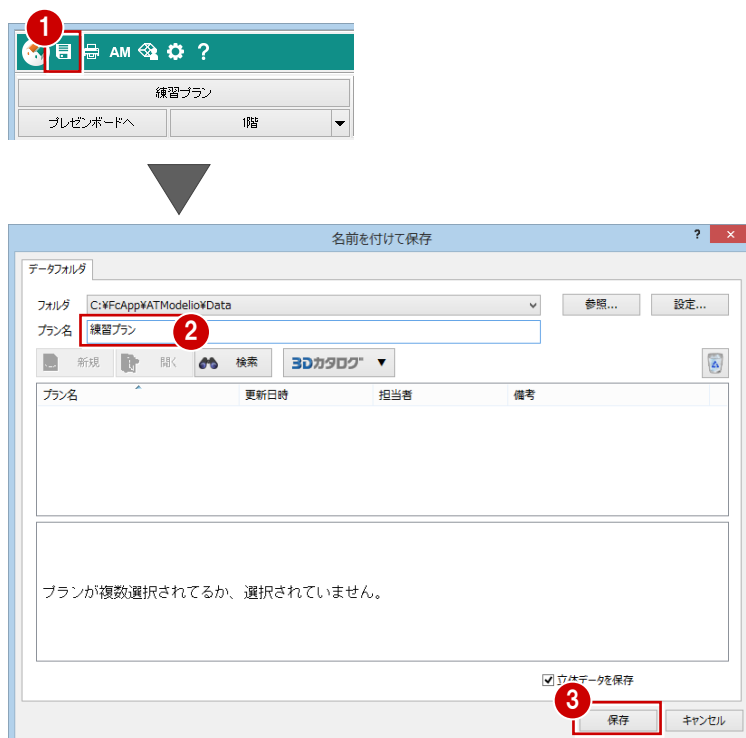 1
AM ?
練習プラン
プレゼンボードへ 1階 ▼
名前を付けて保存 ? ×
データフォルダ
フォルダ C:¥FcApp¥ATModelio¥Data 参照... 設定...
プラン名 練習プラン 2
新規 開く 検索 3Dカタログ ▼
プラン名 更新日時 担当者 備考
プランが複数選択されてるか、選択されていません。
立体データを保存
3
保存 キャンセル